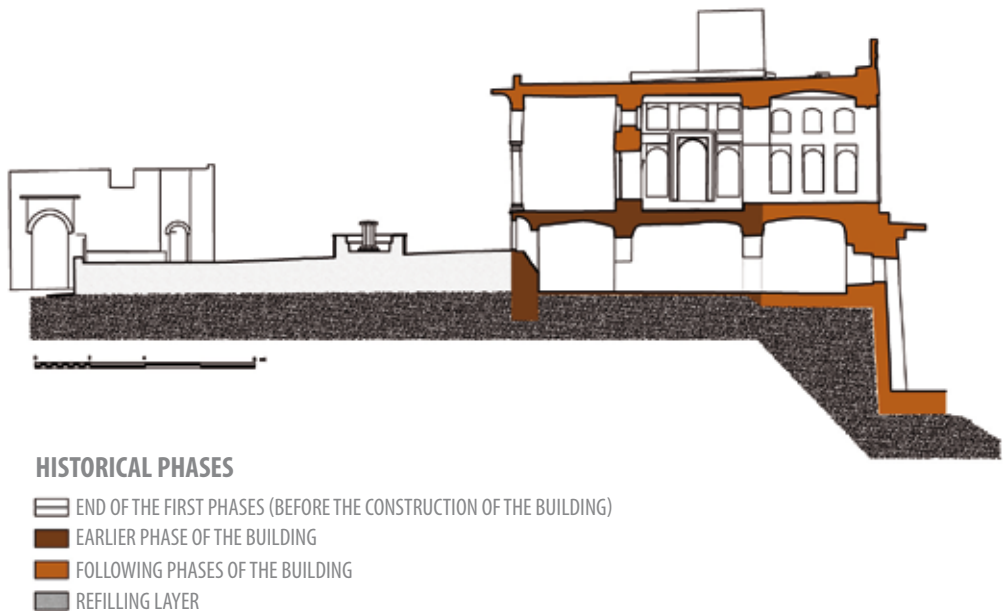 HISTORICAL PHASES
END OF THE FIRST PHASES (BEFORE THE CONSTRUCTION OF THE BUILDING)
EARLIER PHASE OF THE BUILDING
FOLLOWING PHASES OF THE BUILDING
REFILLING LAYER